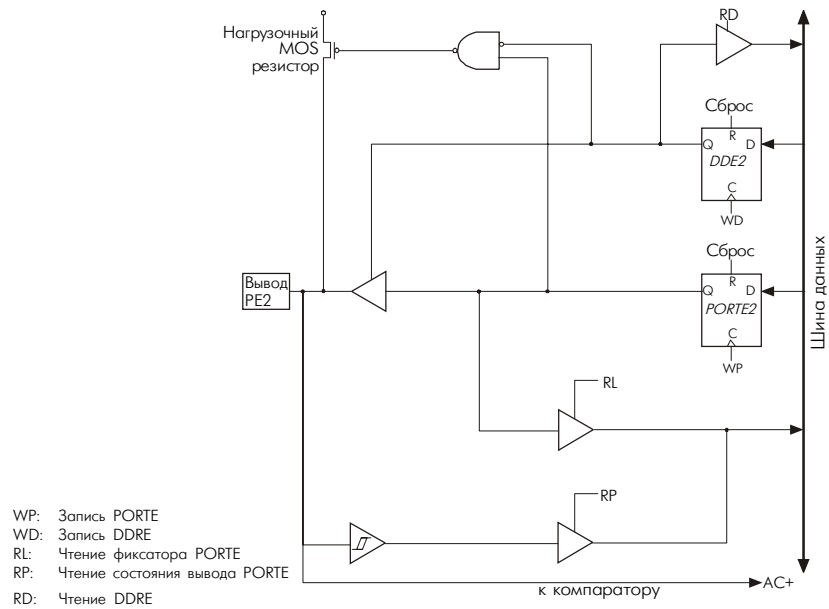 RD
Нагрузочный
MOS
резистор
Сброс
R
Q D
DDE2
C
WD
Сброс
R
Вывод
PE2
Q D
PORTE2
C
WP
Шина данных
RL
RP
WP: Запись PORTE
WD: Запись DDRE
RL: Чтение фиксатора PORTE
RP: Чтение состояния вывода PORTE
RD: Чтение DDRE
к компаратору
AC+